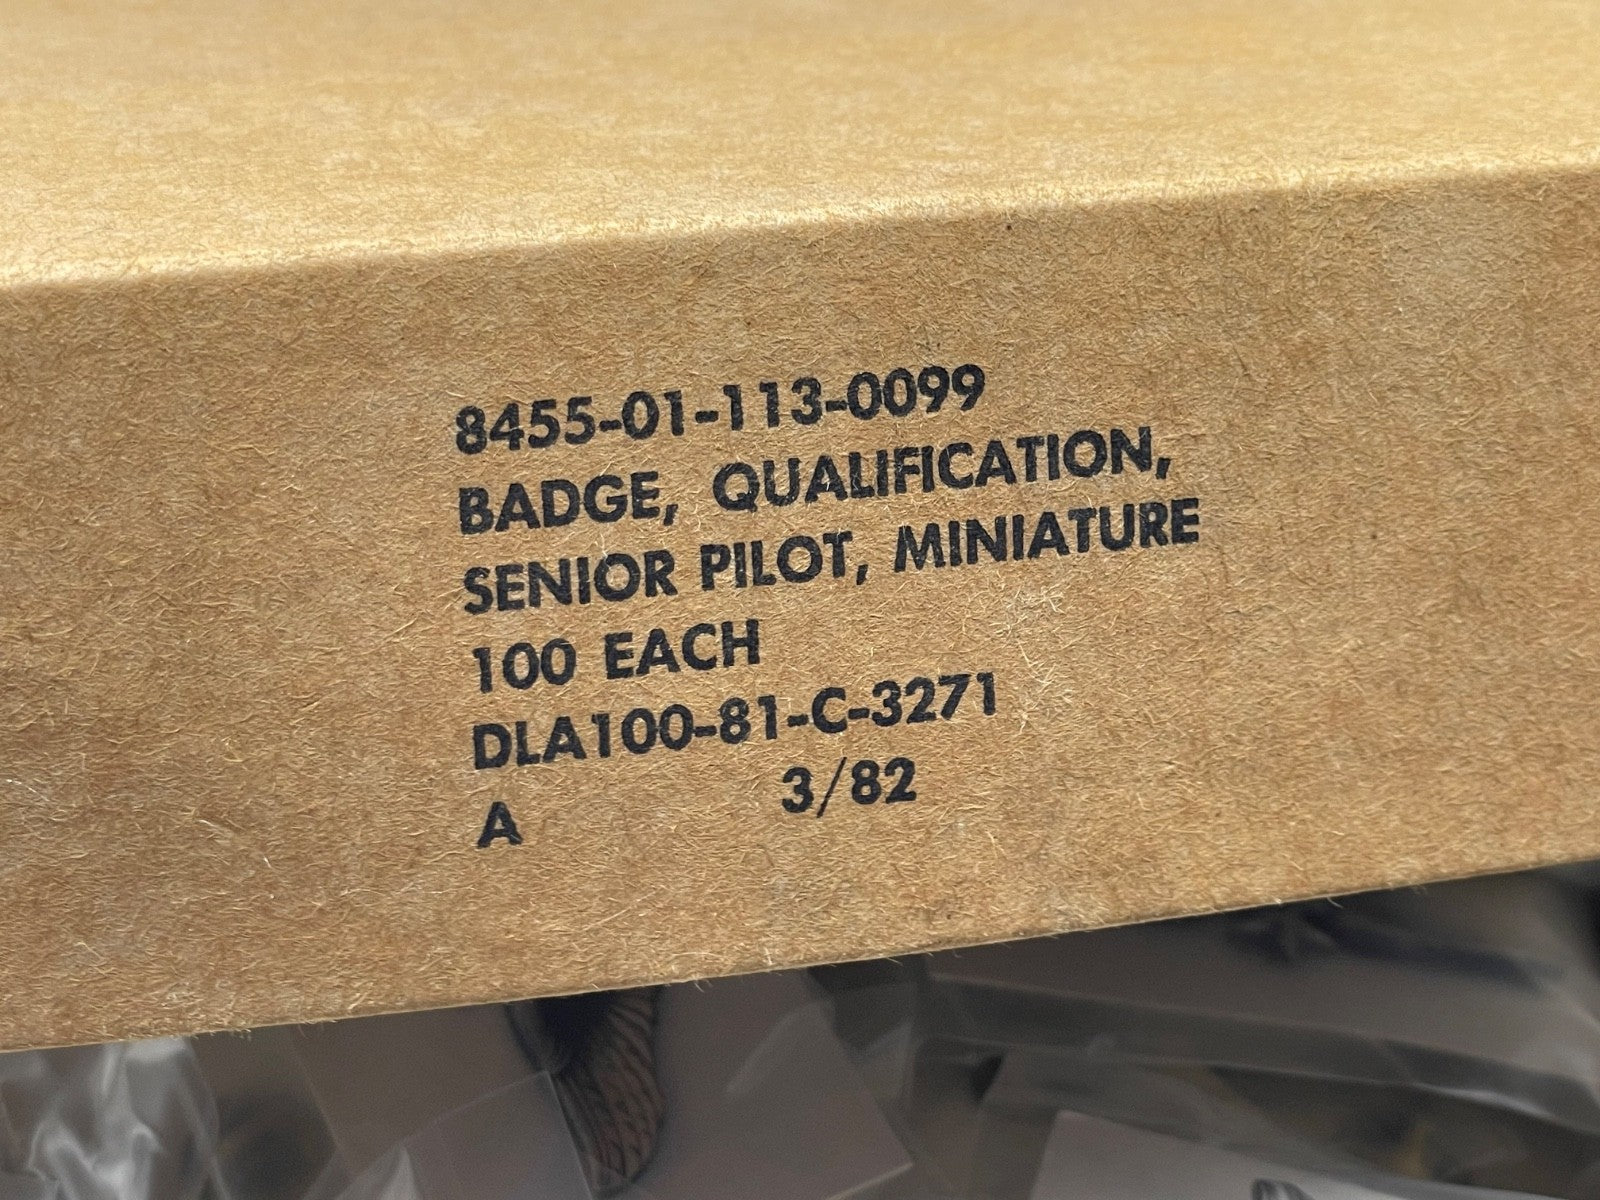 8455-01-113-0099
BADGE, QUALIFICATION,
SENIOR PILOT, MINIATURE
100 EACH
DLA100-81-C-3271
A 3/82